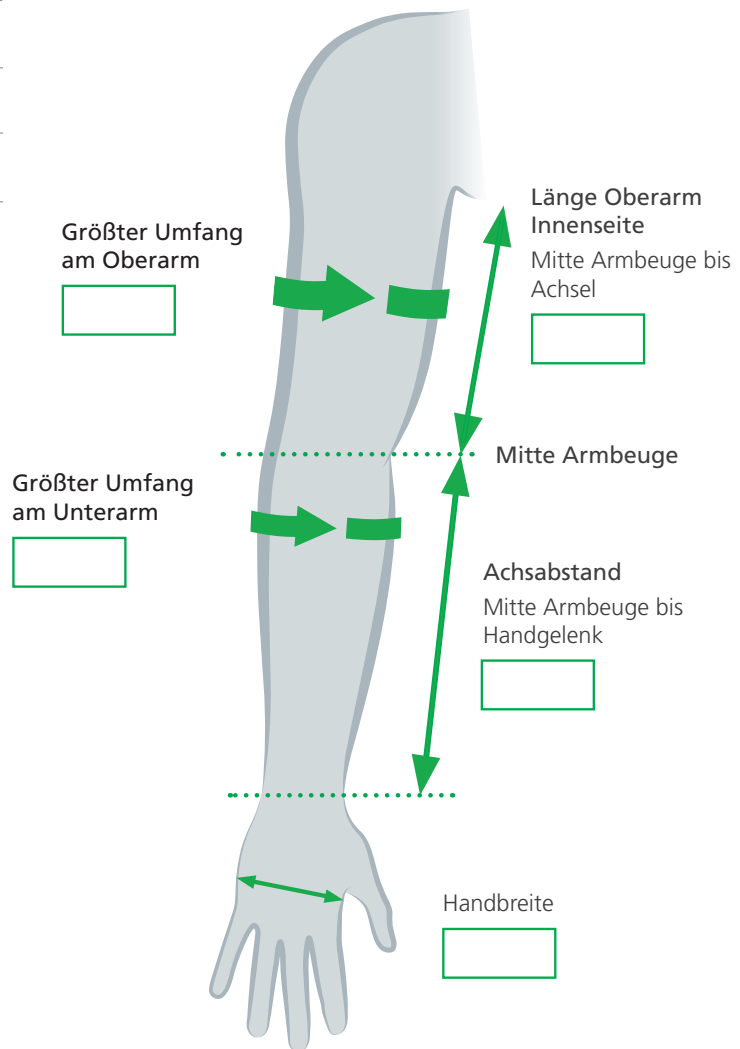 Größter Umfang
am Oberarm
Länge Oberarm
Innenseite
Mitte Armbeuge bis
Achsel
Mitte Armbeuge
Größter Umfang
am Unterarm
Achsabstand
Mitte Armbeuge bis
Handgelenk
Handbreite